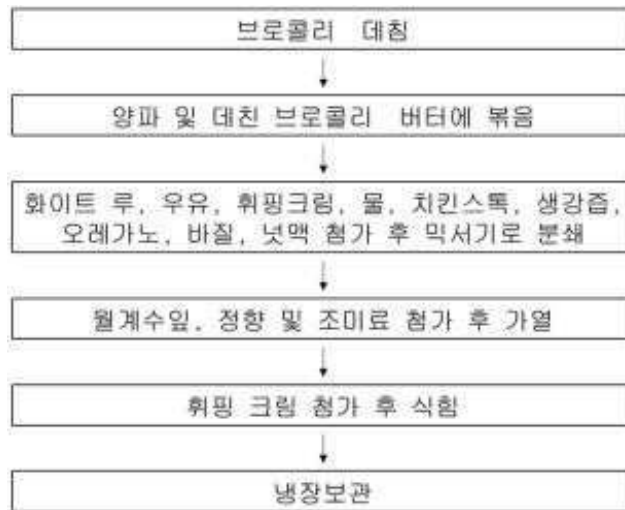 브로콜리 데침
양파 및 데친 브로콜리 버터에 볶음
화이트 루, 우유, 휘핑크림, 물, 치킨스톡, 생강즙,
오레가노, 바질, 넛맥 첨가 후 믹서기로 분쇄
월계수잎, 정향 및 조미료 첨가 후 가열
휘핑 크림 첨가 후 식힘
냉장보관